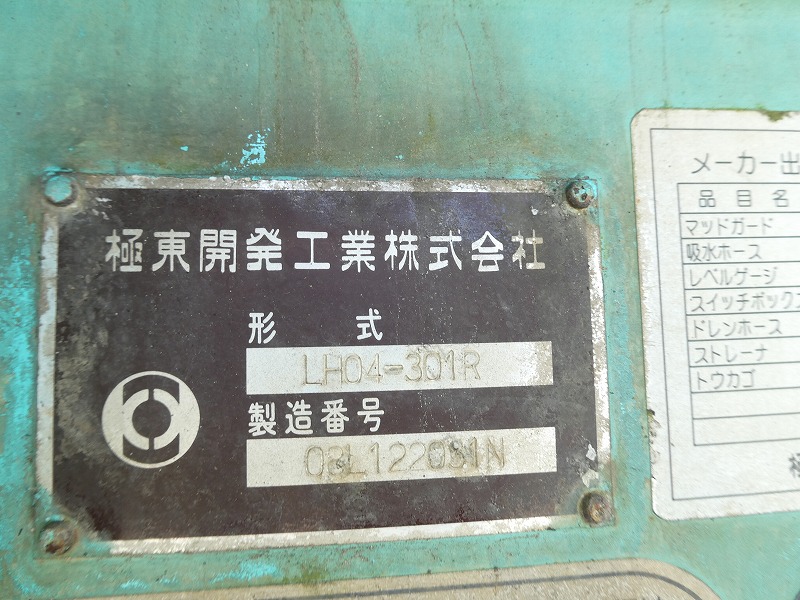 極東開発工業株式会社
形 式
LH04-301R
製造番号
メーカー出
品目名
マッドガード
吸水ホース
レベルゲージ
スイッチボックス
ドレンホース
ストレーナ
トウカゴ